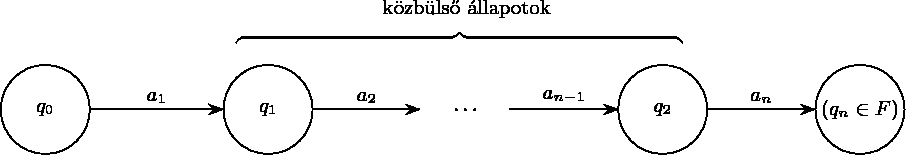 közbülső állapotok
q₀ a₁ q₁ a₂ … aₙ₋₁ q₂ aₙ (qₙ ∈ F)